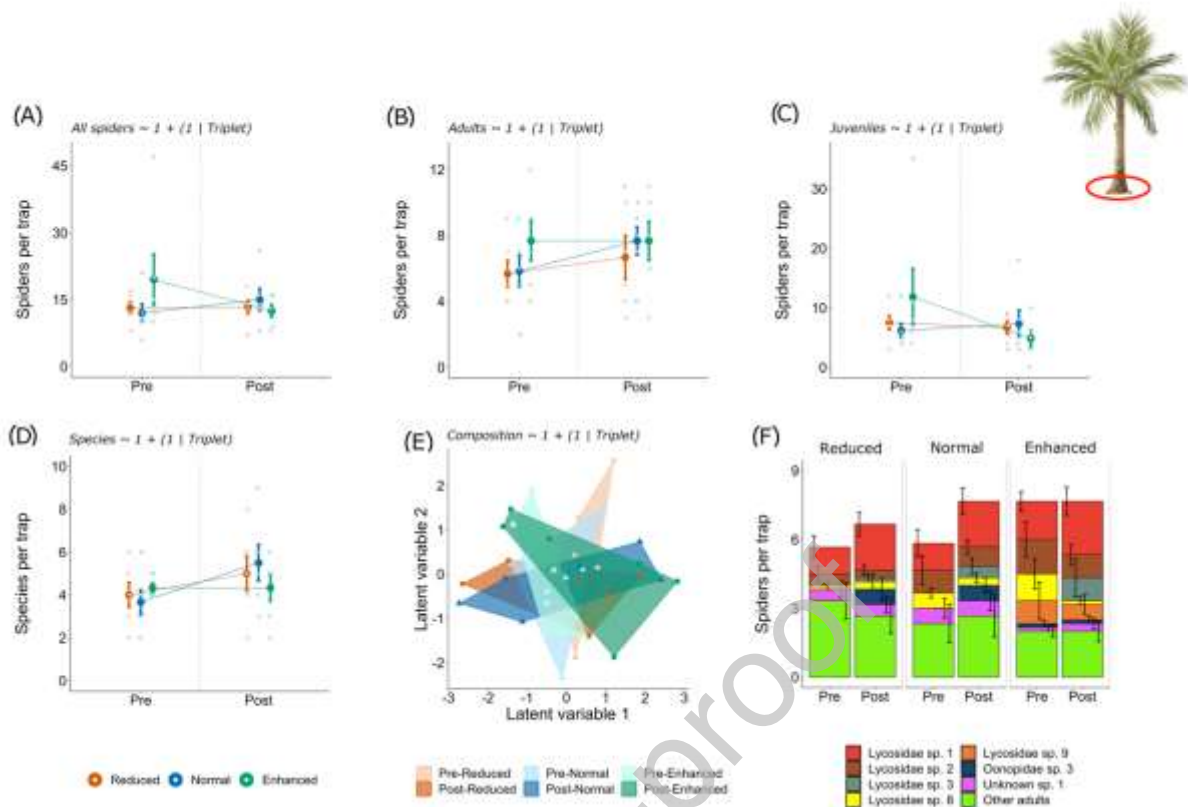 (A)
All spiders ~ 1 + (1 | Triplet)
Spiders per trap
45
30
15
0
Pre Post
(B)
Adults ~ 1 + (1 | Triplet)
Spiders per trap
12
8
4
0
Pre Post
(C)
Juveniles ~ 1 + (1 | Triplet)
Spiders per trap
30
20
10
0
Pre Post
(D)
Species ~ 1 + (1 | Triplet)
Species per trap
10
8
6
4
2
0
Pre Post
(E)
Composition ~ 1 + (1 | Triplet)
Latent variable 2
2
1
0
-1
-2
-3 -2 -1 0 1 2 3
Latent variable 1
(F)
Reduced Normal Enhanced
Spiders per trap
9
6
3
0
Pre Post Pre Post Pre Post
Reduced Normal Enhanced
Pre-Reduced Pre-Normal Pre-Enhanced
Post-Reduced Post-Normal Post-Enhanced
Lycosidae sp. 1 Lycosidae sp. 9
Lycosidae sp. 2 Oonopidae sp. 3
Lycosidae sp. 3 Unknown sp. 1
Lycosidae sp. 8 Other adults
proof